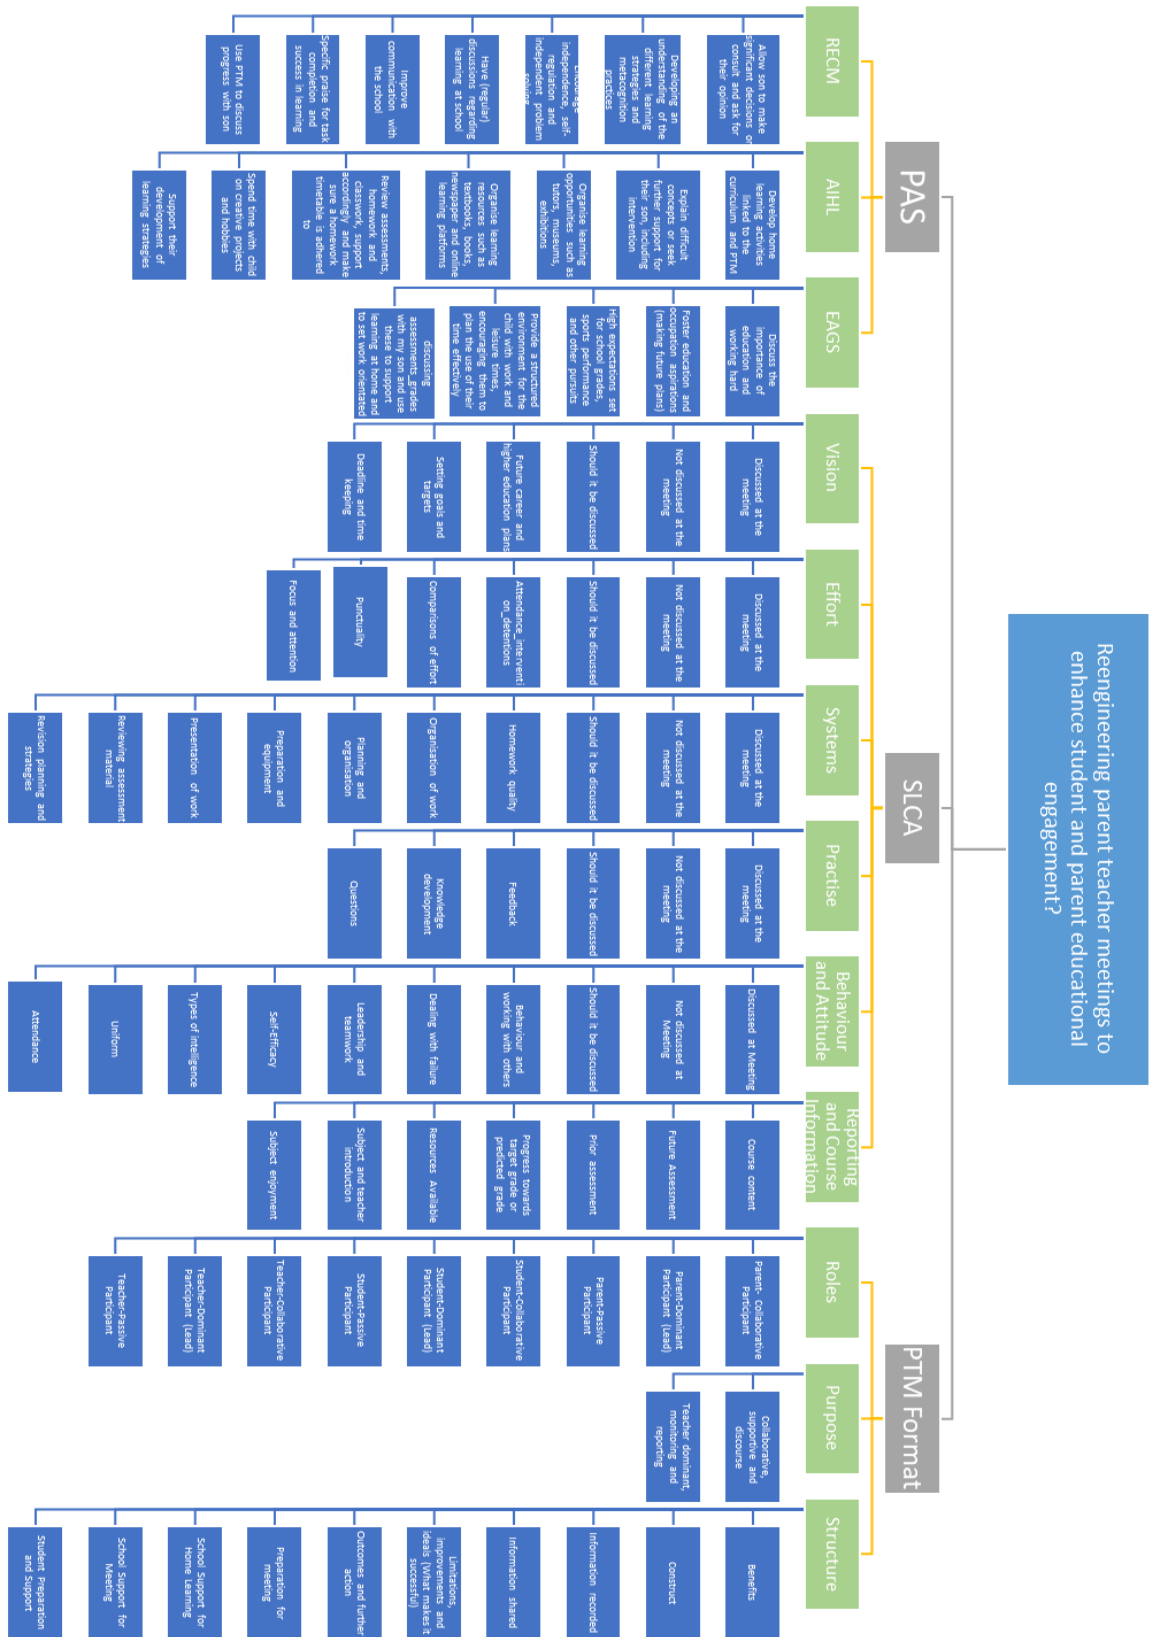 Reengineering parent teacher meetings to
enhance student and parent educational
engagement?
PAS
SLCA
PTM Format
RECM
Allow son to make
significant decisions or
consult and ask for
their opinion
Developing an
understanding of the
different learning
strategies and
metacognition
practices
Encourage
independence, self-
regulation and
independent problem
solving
Have (regular)
discussions regarding
learning at school
Improve
communication with
the school
Specific praise for task
completion and
success in learning
Use PTM to discuss
progress with son
AIHL
Develop home
learning activities
linked to the
curriculum and PTM
Explain difficult
concepts or seek
further support for
their son, including
intervention
Organise learning
opportunities such as
tutors, museums,
exhibitions
Organise learning
resources such as
textbooks, books,
newspaper and online
learning platforms
Review assessments,
homework and
classwork, support
accordingly and make
sure a homework
timetable is adhered
to
Spend time with child
on creative projects
and hobbies
Support their
development of
learning strategies
EAGS
Discuss the
importance of
education and
working hard
Foster education and
occupation aspirations
(making future plans)
High expectations set
for school grades,
sports performance
and other pursuits
Provide a structured
environment for the
child with work and
leisure times,
encouraging them to
plan the use of their
time effectively
discussing
assessments_grades
with my son and use
these to support
learning at home and
to set work orientated
Vision
Discussed at the
meeting
Not discussed at the
meeting
Should it be discussed
Future career and
higher education plans
Setting goals and
targets
Deadline and time
keeping
Effort
Discussed at the
meeting
Not discussed at the
meeting
Should it be discussed
Attendance_interventi
on_detentions
Comparisons of effort
Punctuality
Focus and attention
Systems
Discussed at the
meeting
Not discussed at the
meeting
Should it be discussed
Homework quality
Organisation of work
Planning and
organisation
Preparation and
equipment
Presentation of work
Reviewing assessment
material
Revision planning and
strategies
Practise
Discussed at the
meeting
Not discussed at the
meeting
Should it be discussed
Feedback
Knowledge
development
Questions
Behaviour
and Attitude
Discussed at Meeting
Not discussed at
Meeting
Should it be discussed
Behaviour and
working with others
Dealing with failure
Leadership and
teamwork
Self-Efficacy
Types of intelligence
Uniform
Attendance
Reporting
and Course
Information
Course content
Future Assessment
Prior assessment
Progress towards
target grade or
predicted grade
Resources Available
Subject and teacher
introduction
Subject enjoyment
Roles
Parent- Collaborative
Participant
Parent-Dominant
Participant (Lead)
Parent-Passive
Participant
Student-Collaborative
Participant
Student-Dominant
Participant (Lead)
Student-Passive
Participant
Teacher-Collaborative
Participant
Teacher-Dominant
Participant (Lead)
Teacher-Passive
Participant
Purpose
Collaborative,
supportive and
discourse
Teacher dominant,
monitoring and
reporting
Structure
Benefits
Construct
Information recorded
Information shared
Limitations,
improvements and
ideals (What makes it
successful)
Outcomes and further
action
Preparation for
meeting
School Support for
Home Learning
School Support for
Meeting
Student Preparation
and Support